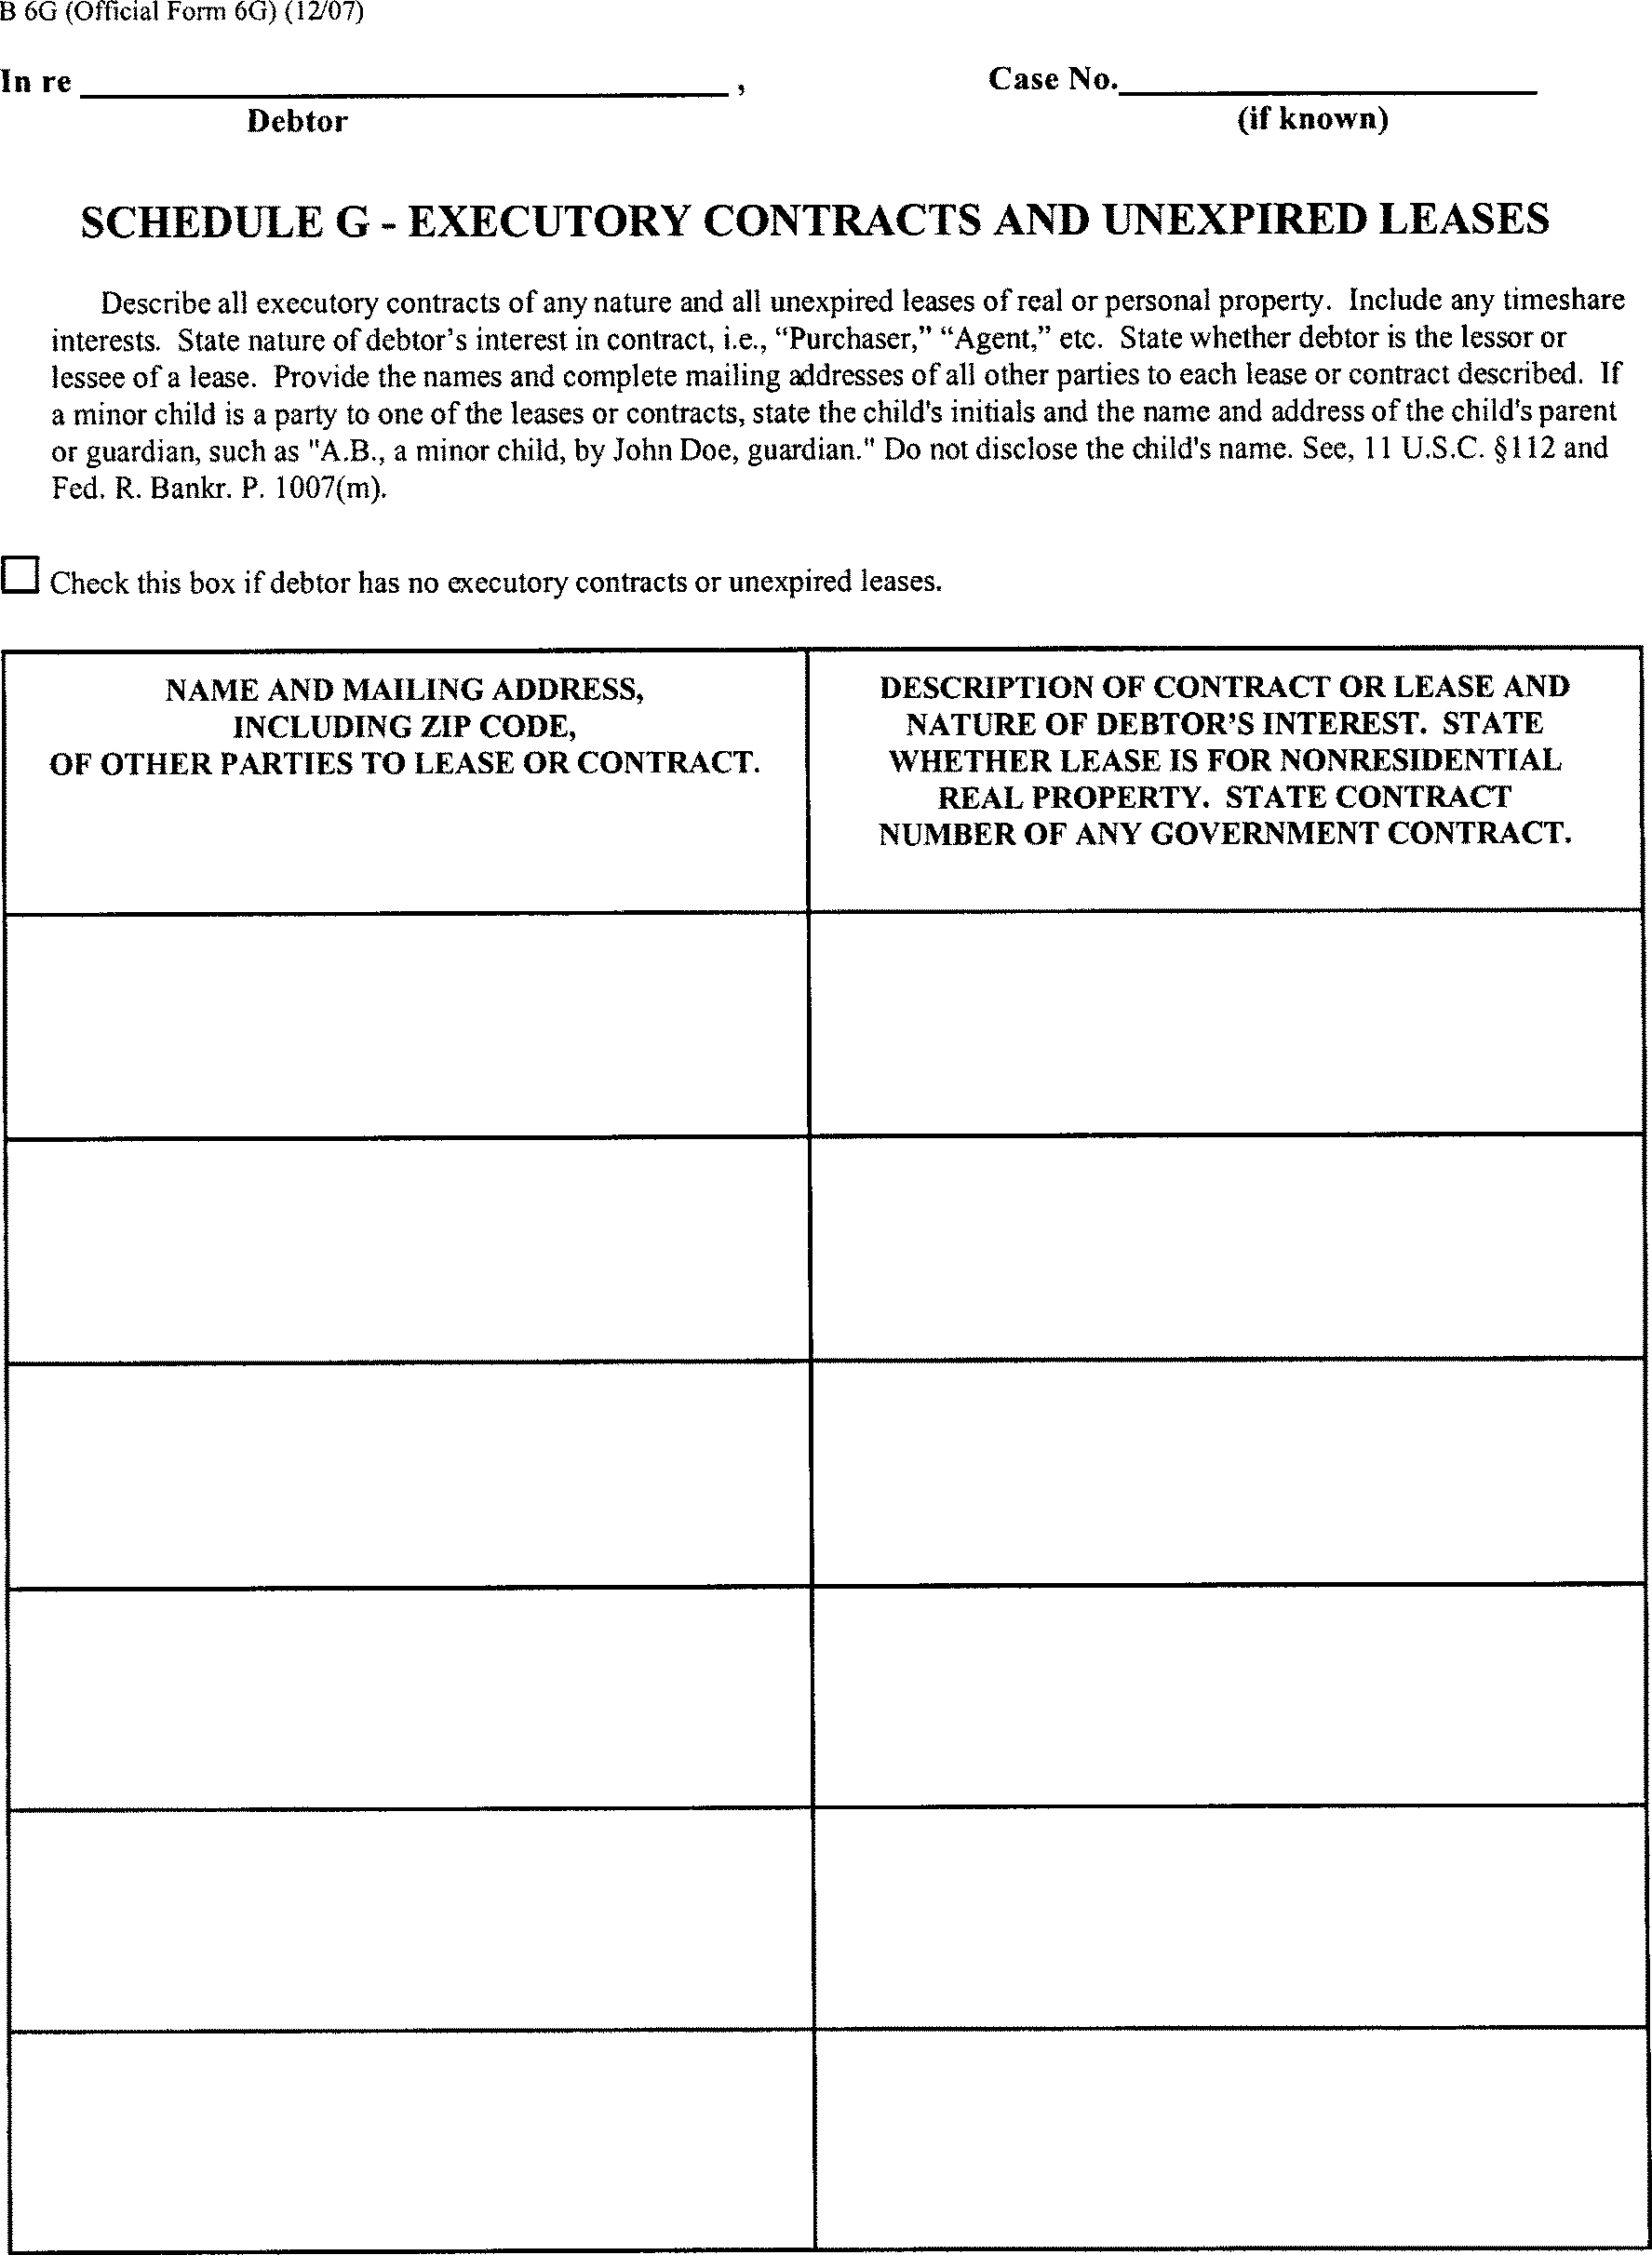 B 6G (Official Form 6G) (12/07)
In re ____________________ , Case No.____________________
Debtor (if known)
SCHEDULE G - EXECUTORY CONTRACTS AND UNEXPIRED LEASES
Describe all executory contracts of any nature and all unexpired leases of real or personal property. Include any timeshare
interests. State nature of debtor’s interest in contract, i.e., “Purchaser,” “Agent,” etc. State whether debtor is the lessor or
lessee of a lease. Provide the names and complete mailing addresses of all other parties to each lease or contract described. If
a minor child is a party to one of the leases or contracts, state the child's initials and the name and address of the child's parent
or guardian, such as "A.B., a minor child, by John Doe, guardian." Do not disclose the child's name. See, 11 U.S.C. §112 and
Fed. R. Bankr. P. 1007(m).
Check this box if debtor has no executory contracts or unexpired leases.
NAME AND MAILING ADDRESS,
INCLUDING ZIP CODE,
OF OTHER PARTIES TO LEASE OR CONTRACT.
DESCRIPTION OF CONTRACT OR LEASE AND
NATURE OF DEBTOR’S INTEREST. STATE
WHETHER LEASE IS FOR NONRESIDENTIAL
REAL PROPERTY. STATE CONTRACT
NUMBER OF ANY GOVERNMENT CONTRACT.